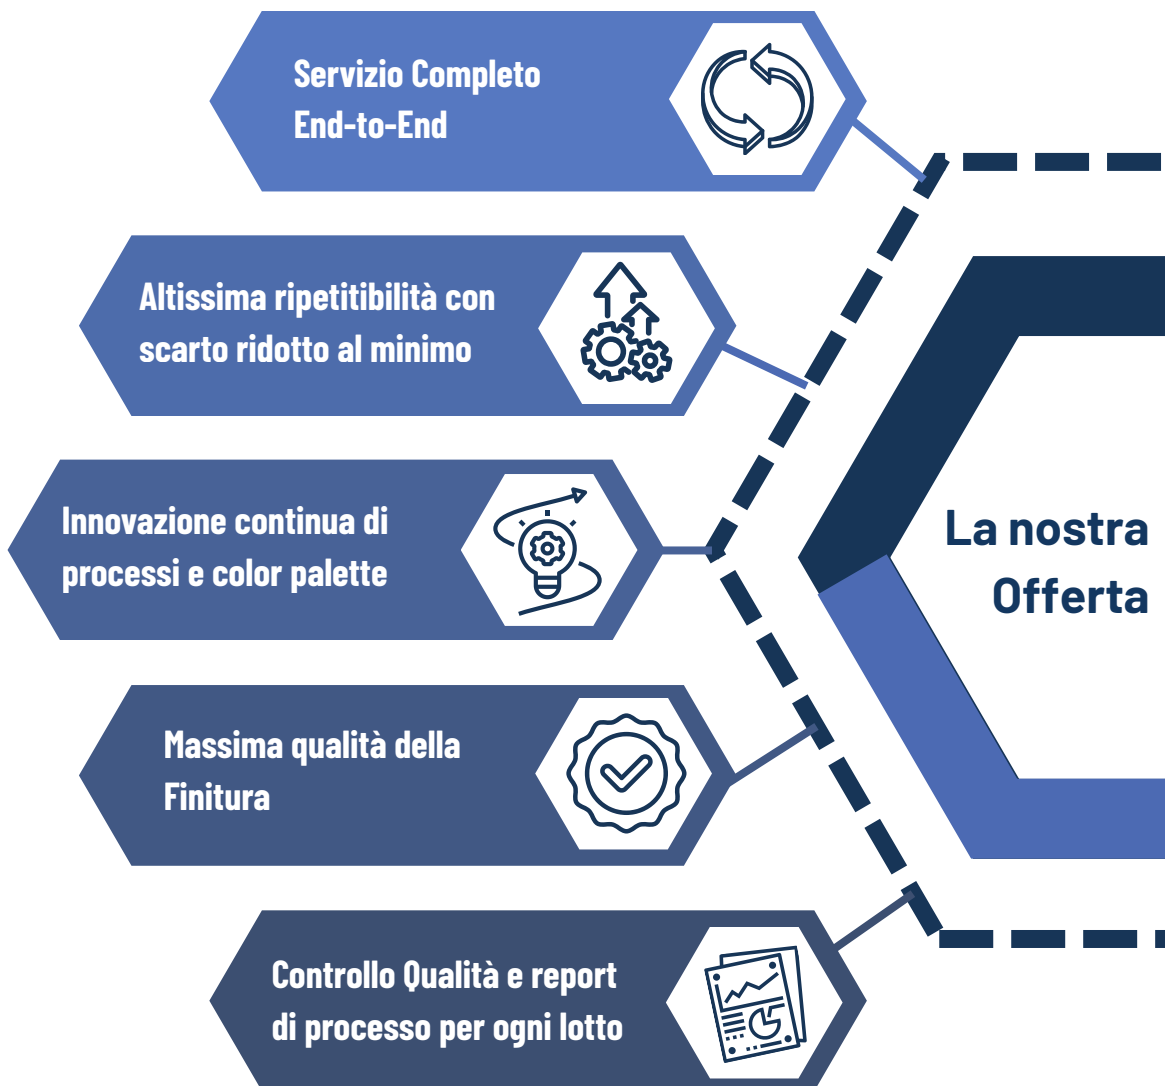 Servizio Completo
End-to-End
Altissima ripetitibilità con
scarto ridotto al minimo
Innovazione continua di
processi e color palette
La nostra
Offerta
Massima qualità della
Finitura
Controllo Qualità e report
di processo per ogni lotto